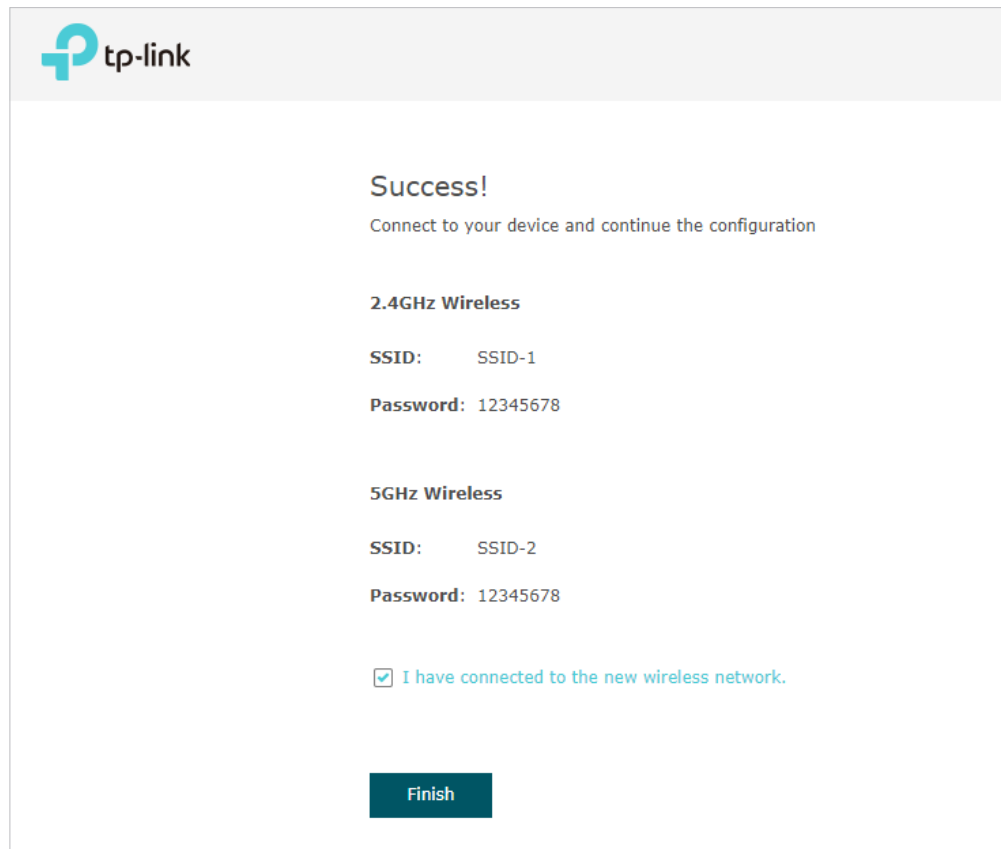 tp-link
Success!
Connect to your device and continue the configuration
2.4GHz Wireless
SSID: SSID-1
Password: 12345678
5GHz Wireless
SSID: SSID-2
Password: 12345678
I have connected to the new wireless network.
Finish